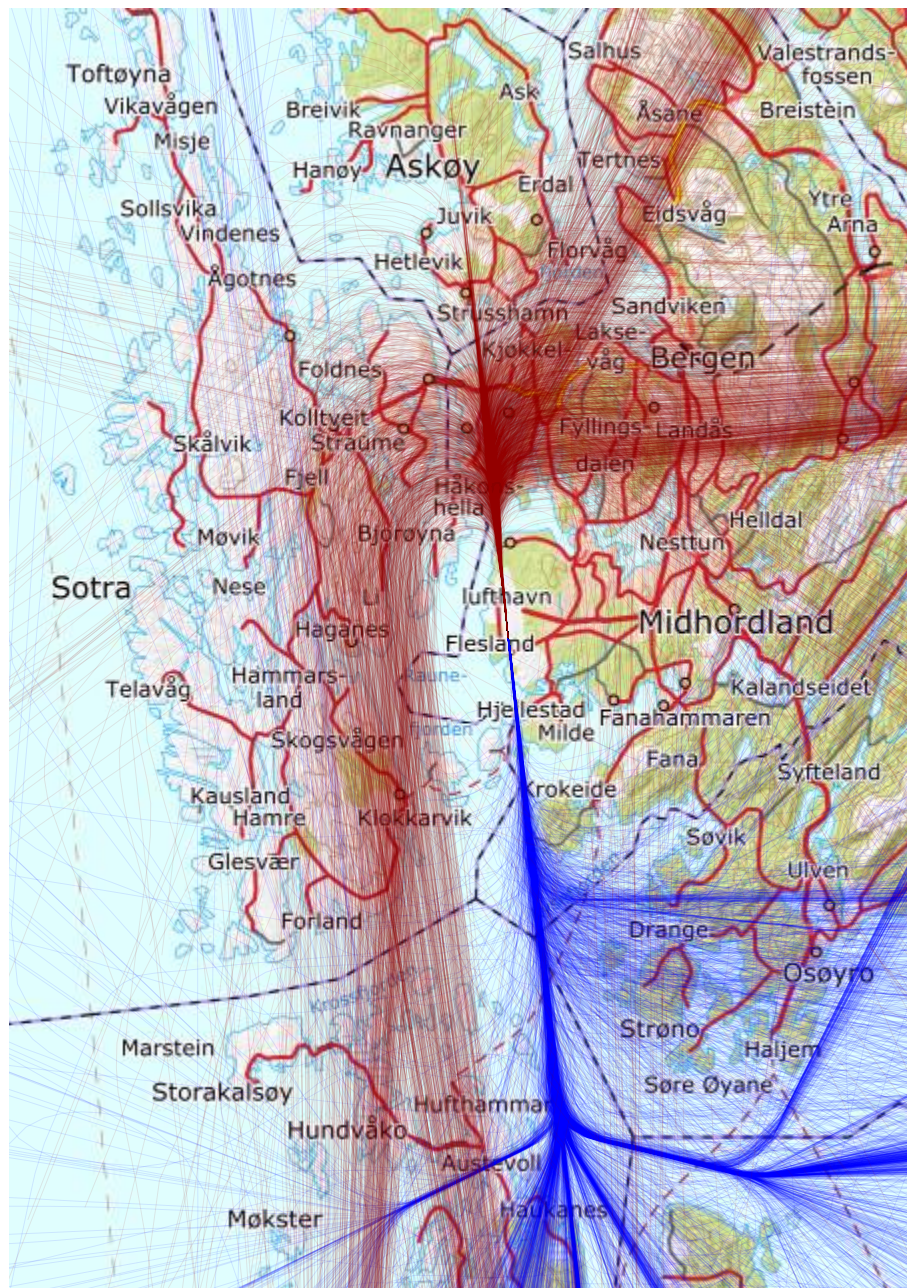 Salhus
Valestrands-
fossen
Toftøyna
Vikavågen
Ask
Breivik
Åsane
Breistein
Ravnanger
Misje
Askøy
Hanøy
Tertnes
Erdal
Ytre
Arna
Sollsvika
Juvik
Eidsvåg
Vindenes
Florvåg
Hetlevik
Ågotnes
Sandviken
Strusshamn
Lakse-
våg
Kjøkkel-
Bergen
Foldnes
Kolltveit
Straume
Fyllings-
dalen
Landås
Skålvik
Fjell
Håkons-
hella
Bjorøyna
Helldal
Møvik
Nesttun
Sotra
Nese
Li
lufthavn
Haganes
Flesland
Midhordland
Hammars-
land
Raune-
fjorden
Telavåg
Kalandseidet
Hjellestad
Fanahammaren
Milde
Skogsvågen
Fana
Syfteland
Kausland
Krokeide
Hamre
Klokkarvik
Søvik
Glesvær
Ulven
Forland
Drange
Krossfjorden
Osøyro
Strøno
Marstein
Haljem
Storakalsøy
Søre Øyane
Hufthammar
Hundvåko
Austevoll
Møkster
Haukanes